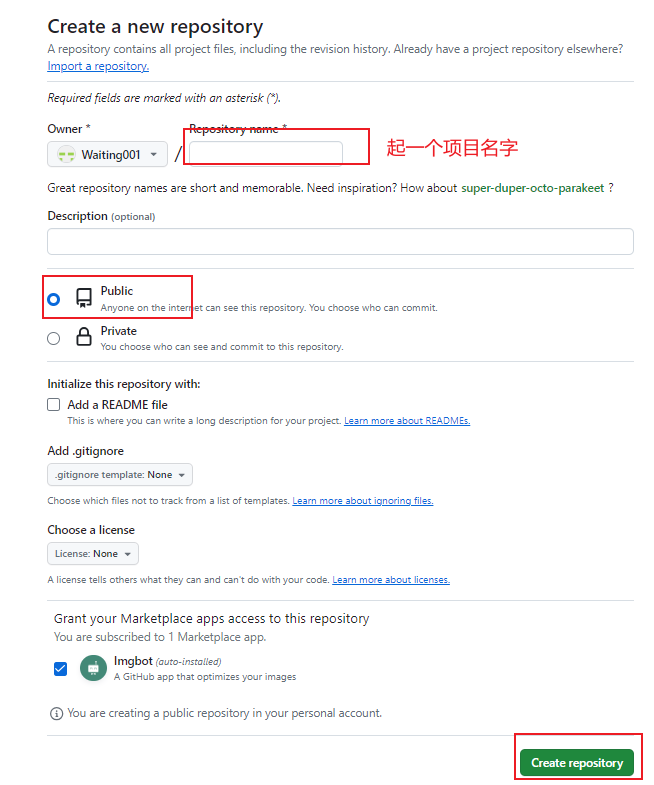 Create a new repository
A repository contains all project files, including the revision history. Already have a project repository elsewhere?
Import a repository.
Required fields are marked with an asterisk (*).
Owner * Repository name *
Waiting001 / 起一个项目名字
Great repository names are short and memorable. Need inspiration? How about super-duper-octo-parakeet ?
Description (optional)
Public
Anyone on the internet can see this repository. You choose who can commit.
Private
You choose who can see and commit to this repository.
Initialize this repository with:
Add a README file
This is where you can write a long description for your project. Learn more about READMEs.
Add .gitignore
.gitignore template: None
Choose which files not to track from a list of templates. Learn more about ignoring files.
Choose a license
License: None
A license tells others what they can and can't do with your code. Learn more about licenses.
Grant your Marketplace apps access to this repository
You are subscribed to 1 Marketplace app.
Imgbot (auto-installed)
A GitHub app that optimizes your images
You are creating a public repository in your personal account.
Create repository